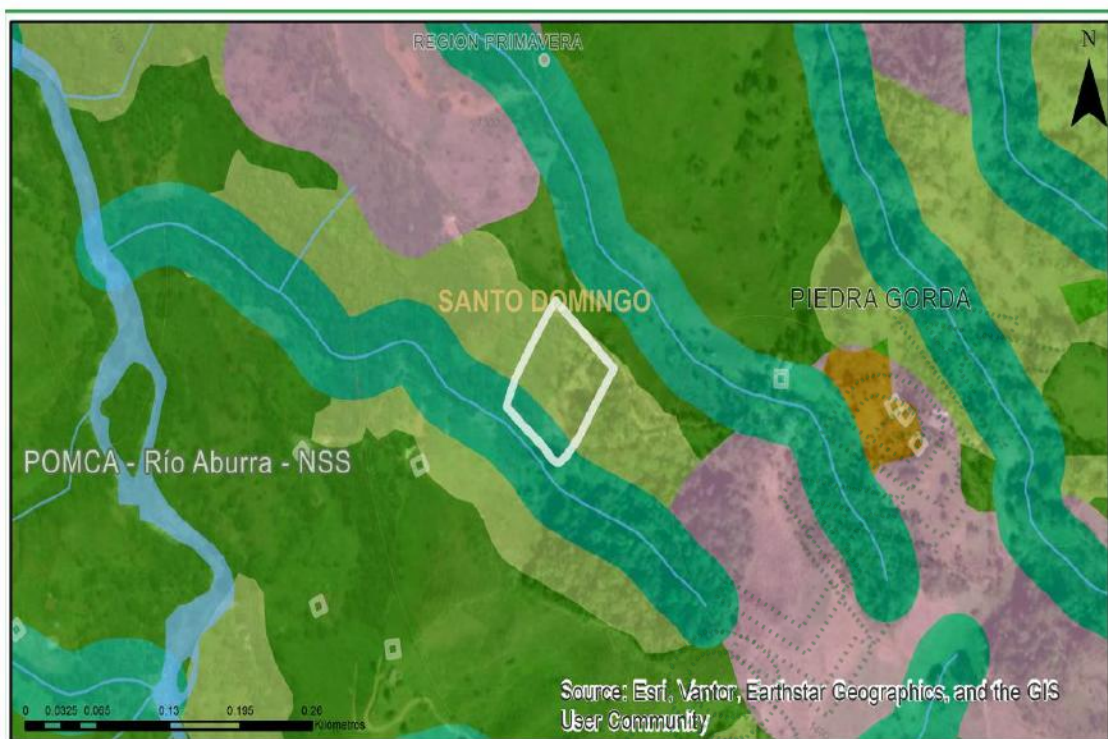 REGION PRIMAVERA
N
SANTO DOMINGO
PIEDRA GORDA
POMCA - Río Aburra - NSS
Source: Esri, Vantor, Earthstar Geographics, and the GIS
User Community
0 0.0325 0.065 0.13 0.195 0.26
Kilómetros